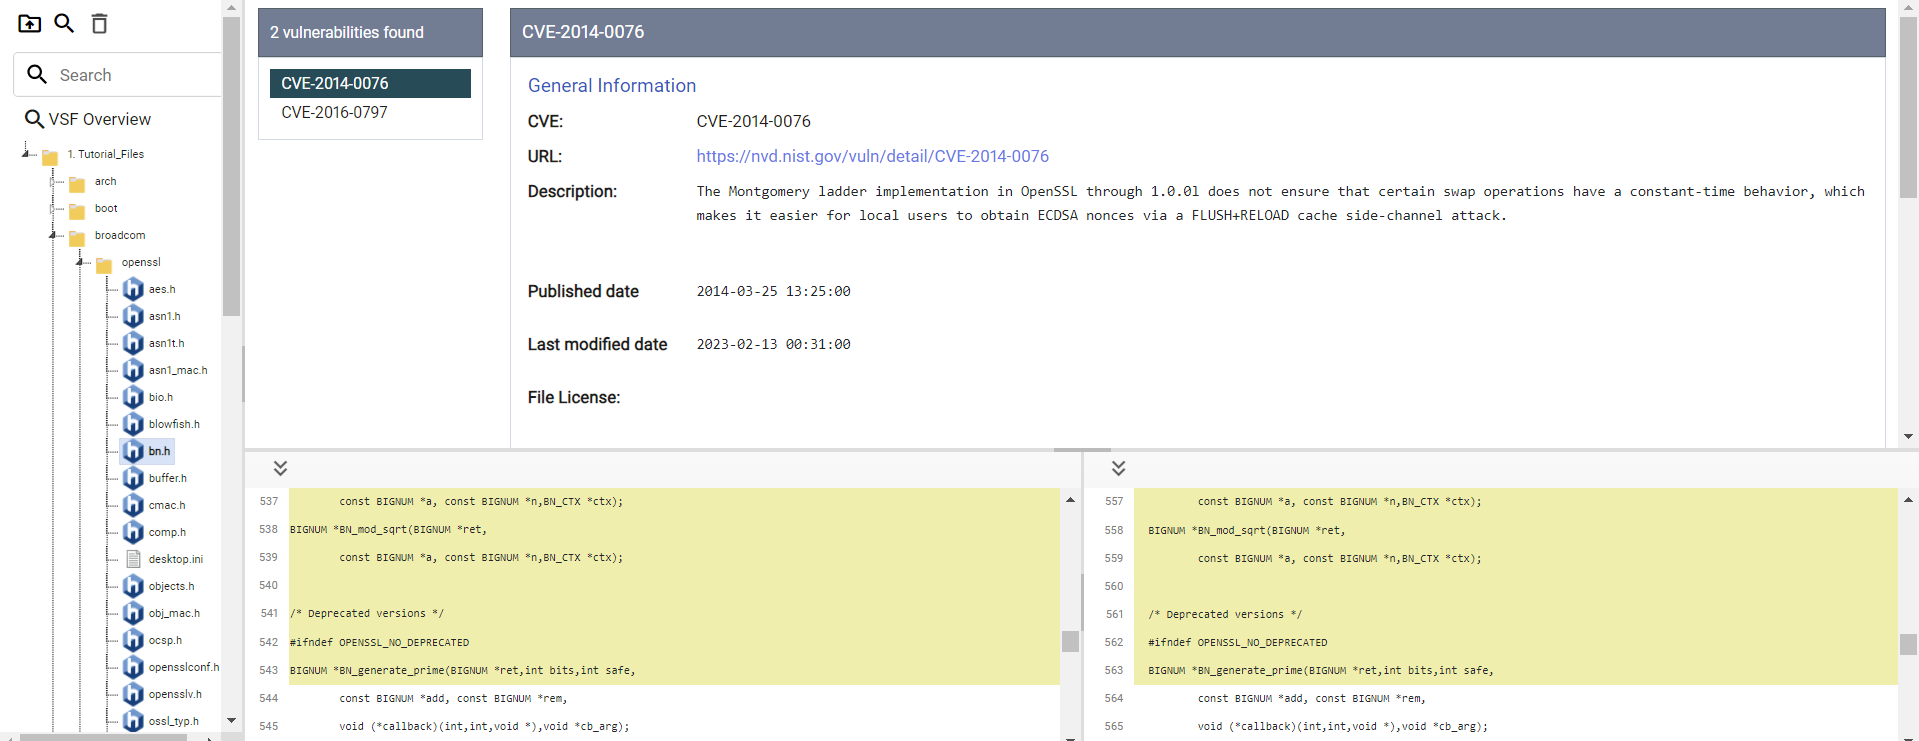 Search
VSF Overview
1. Tutorial_Files
arch
boot
broadcom
openssl
aes.h
asn1.h
asn1t.h
asn1_mac.h
bio.h
blowfish.h
bn.h
buffer.h
cmac.h
comp.h
desktop.ini
objects.h
obj_mac.h
ocsp.h
opensslconf.h
opensslv.h
ossl_typ.h
2 vulnerabilities found
CVE-2014-0076
CVE-2016-0797
CVE-2014-0076
General Information
CVE: CVE-2014-0076
URL: https://nvd.nist.gov/vuln/detail/CVE-2014-0076
Description: The Montgomery ladder implementation in OpenSSL through 1.0.0l does not ensure that certain swap operations have a constant-time behavior, which
makes it easier for local users to obtain ECDSA nonces via a FLUSH+RELOAD cache side-channel attack.
Published date 2014-03-25 13:25:00
Last modified date 2023-02-13 00:31:00
File License:
537 const BIGNUM *a, const BIGNUM *n,BN_CTX *ctx);
538 BIGNUM *BN_mod_sqrt(BIGNUM *ret,
539 const BIGNUM *a, const BIGNUM *n,BN_CTX *ctx);
540
541 /* Deprecated versions */
542 #ifndef OPENSSL_NO_DEPRECATED
543 BIGNUM *BN_generate_prime(BIGNUM *ret,int bits,int safe,
544 const BIGNUM *add, const BIGNUM *rem,
545 void (*callback)(int,int,void *),void *cb_arg);
557 const BIGNUM *a, const BIGNUM *n,BN_CTX *ctx);
558 BIGNUM *BN_mod_sqrt(BIGNUM *ret,
559 const BIGNUM *a, const BIGNUM *n,BN_CTX *ctx);
560
561 /* Deprecated versions */
562 #ifndef OPENSSL_NO_DEPRECATED
563 BIGNUM *BN_generate_prime(BIGNUM *ret,int bits,int safe,
564 const BIGNUM *add, const BIGNUM *rem,
565 void (*callback)(int,int,void *),void *cb_arg);